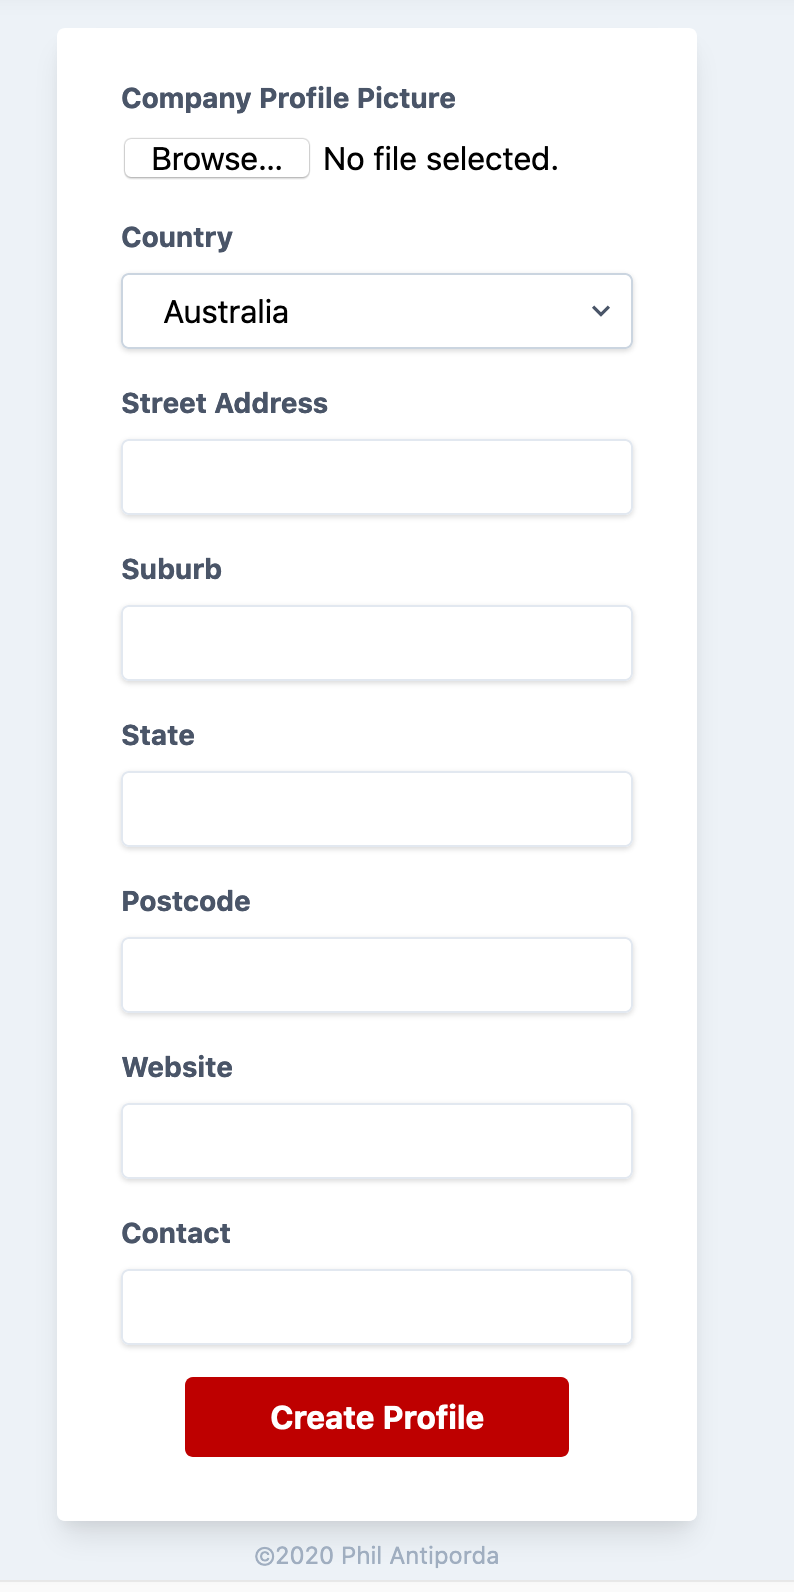 Company Profile Picture
Browse... No file selected.
Country
Australia
Street Address
Suburb
State
Postcode
Website
Contact
Create Profile
©2020 Phil Antiporda